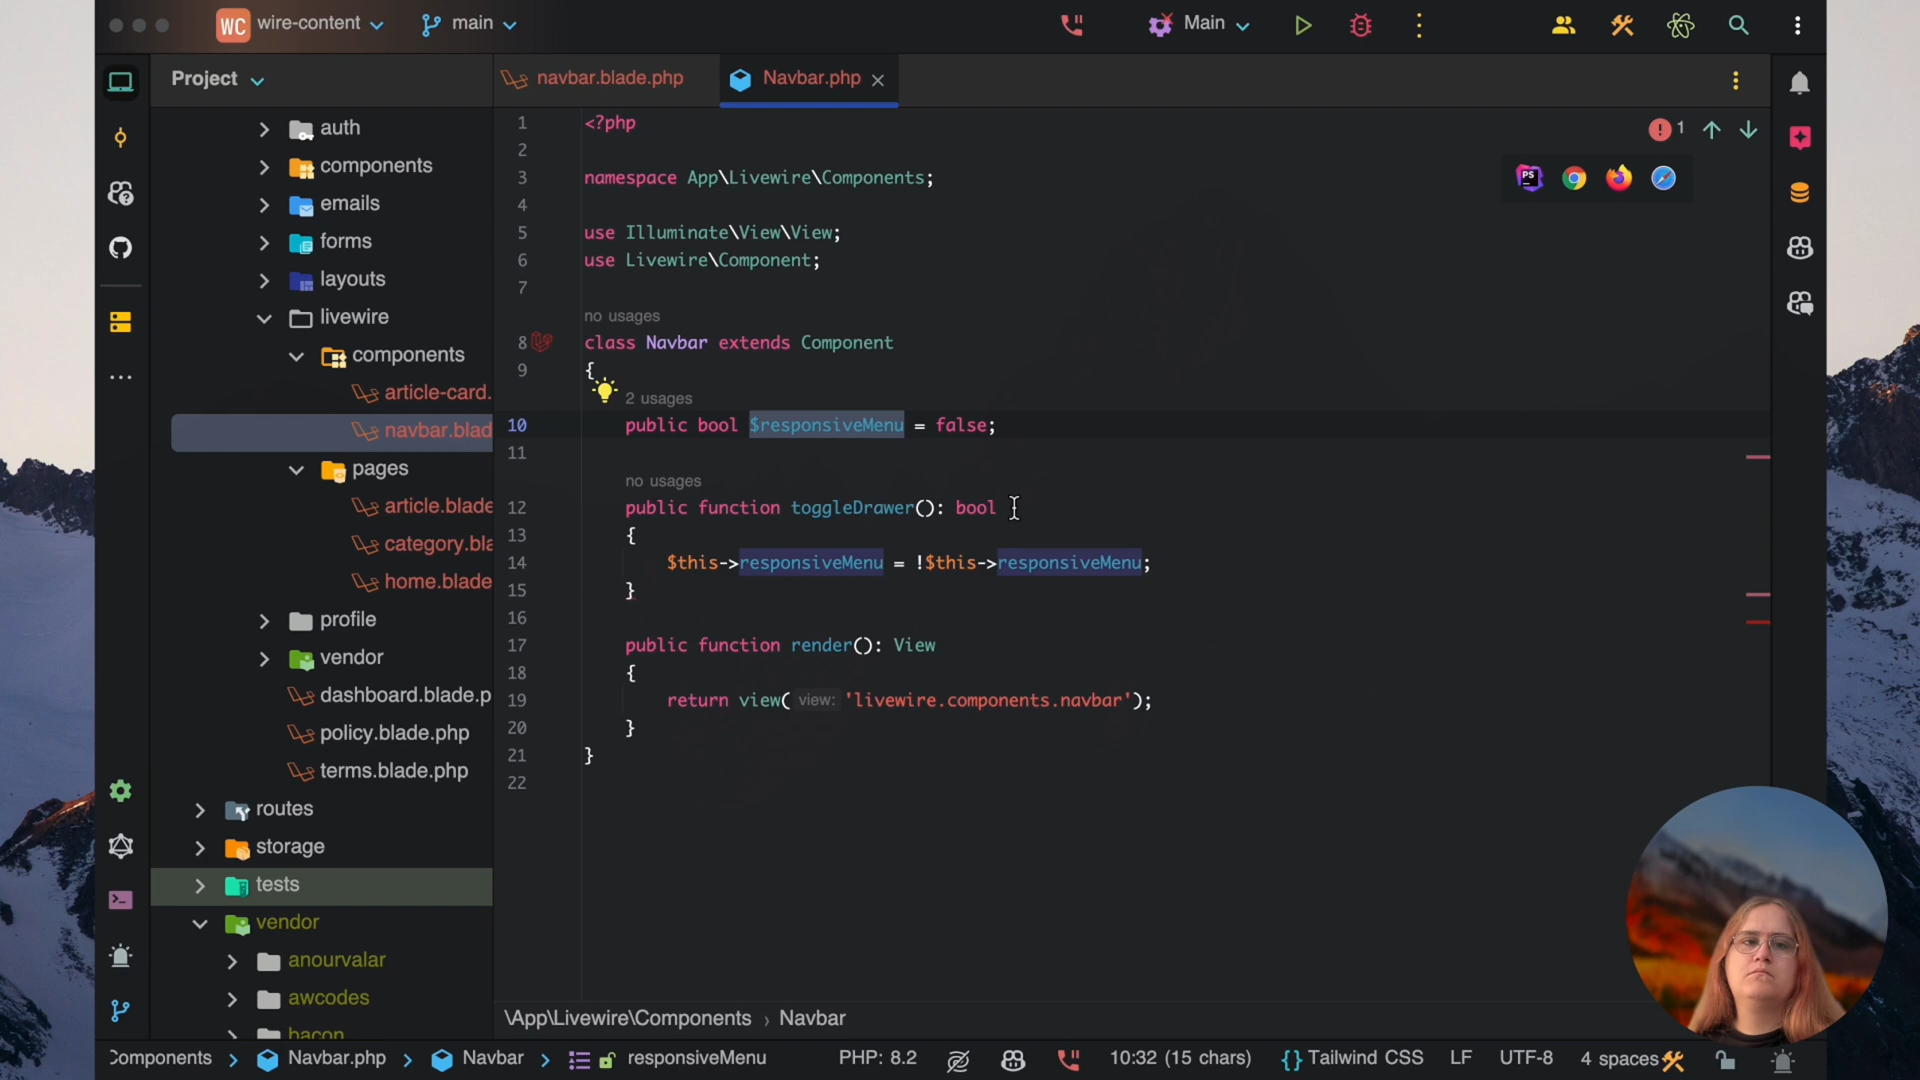 WC wire-content main Main
Project
navbar.blade.php Navbar.php
auth
components
emails
forms
layouts
livewire
components
article-card.
navbar.blad
pages
article.blade
category.bla
home.blade
profile
vendor
dashboard.blade.p
policy.blade.php
terms.blade.php
routes
storage
tests
vendor
anourvalar
awcodes
bacon
1 <?php
2
3 namespace App\Livewire\Components;
4
5 use Illuminate\View\View;
6 use Livewire\Component;
7
no usages
8 class Navbar extends Component
9 {
2 usages
10 public bool $responsiveMenu = false;
11
no usages
12 public function toggleDrawer(): bool
13 {
14 $this->responsiveMenu = !$this->responsiveMenu;
15 }
16
17 public function render(): View
18 {
19 return view( view: 'livewire.components.navbar');
20 }
21 }
22
1
PS
\App\Livewire\Components › Navbar
Components > Navbar.php > Navbar > responsiveMenu PHP: 8.2 10:32 (15 chars) {} Tailwind CSS LF UTF-8 4 spaces